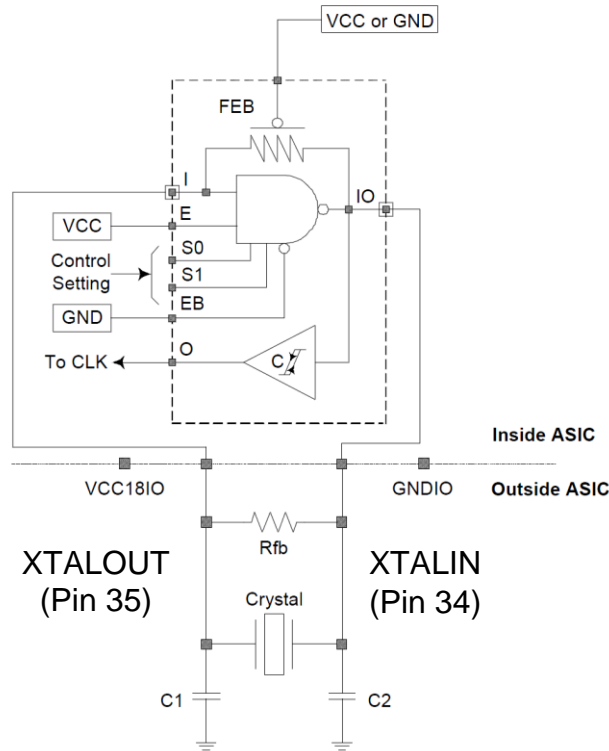 VCC or GND
FEB
I
IO
E
VCC
S0
Control
Setting
S1
EB
GND
O
To CLK
C
Inside ASIC
VCC18IO
GNDIO
Outside ASIC
Rfb
XTALOUT
(Pin 35)
XTALIN
(Pin 34)
Crystal
C1
C2